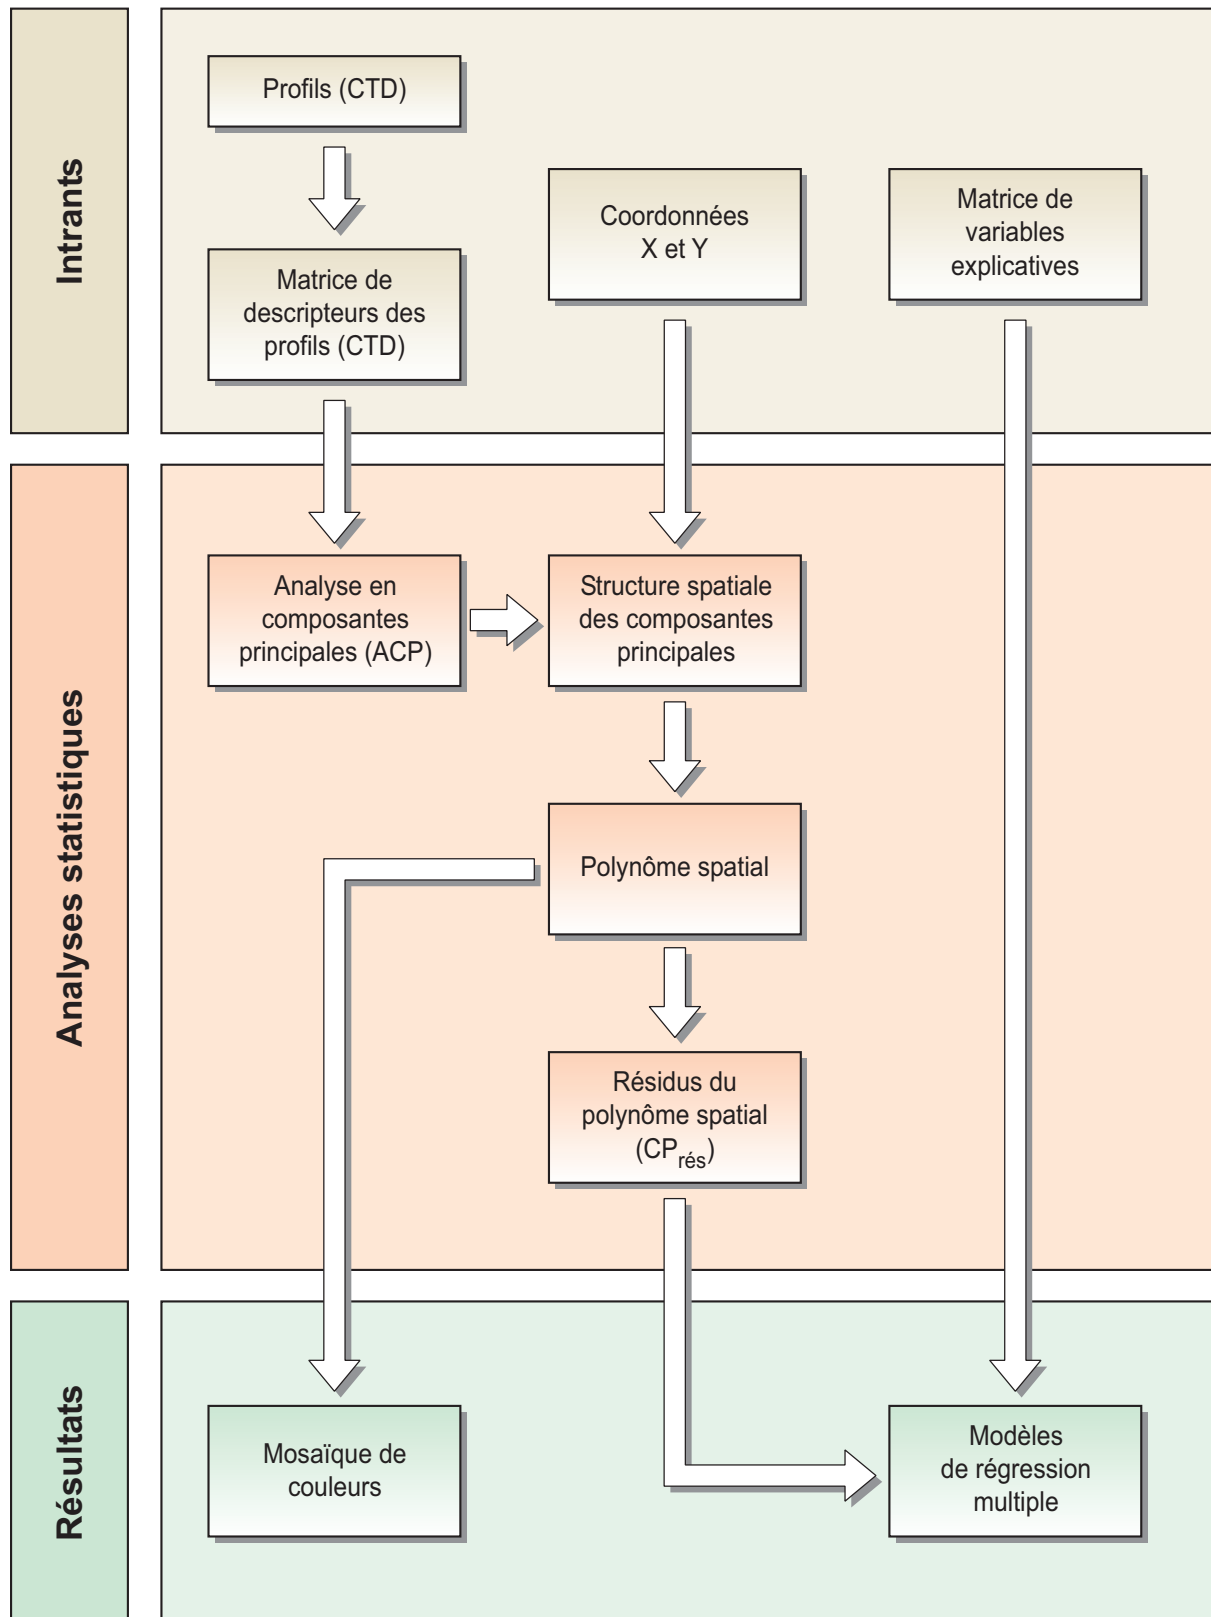 Intrants
Profils (CTD)
Matrice de
descripteurs des
profils (CTD)
Coordonnées
X et Y
Matrice de
variables
explicatives
Analyses statistiques
Analyse en
composantes
principales (ACP)
Structure spatiale
des composantes
principales
Polynôme spatial
Résidus du
polynôme spatial
(CPrés)
Résultats
Mosaïque de
couleurs
Modèles
de régression
multiple